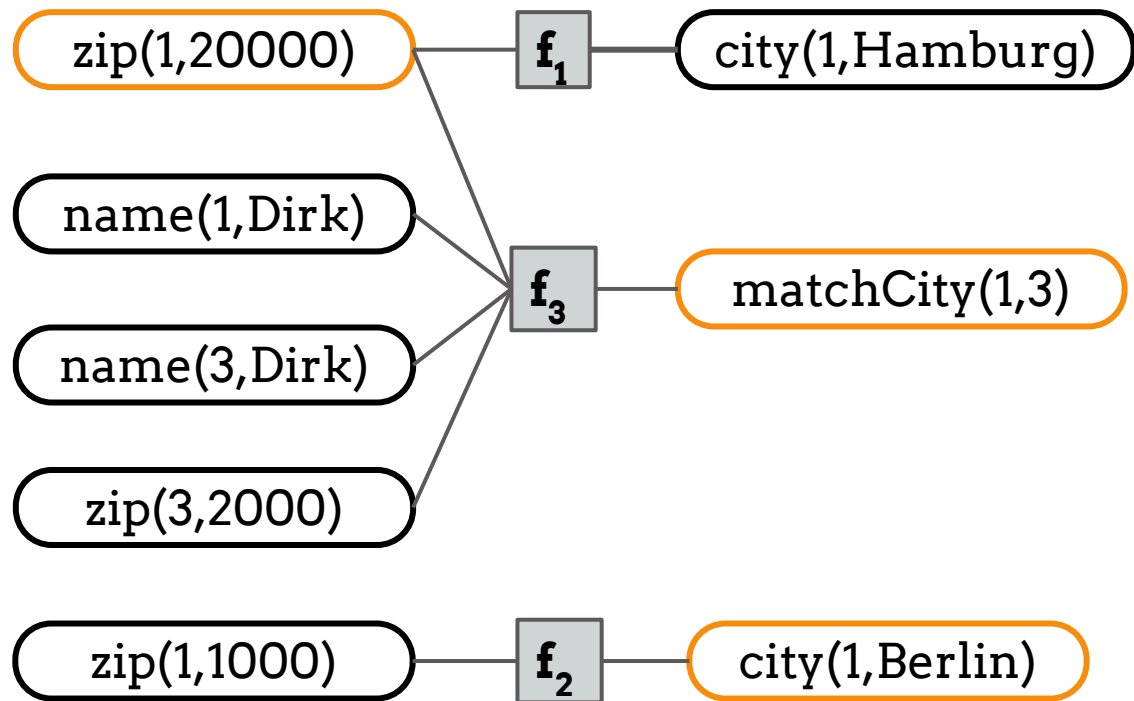 zip(1,20000) f1 city(1,Hamburg)
name(1,Dirk)
f3 matchCity(1,3)
name(3,Dirk)
zip(3,2000)
zip(1,1000) f2 city(1,Berlin)